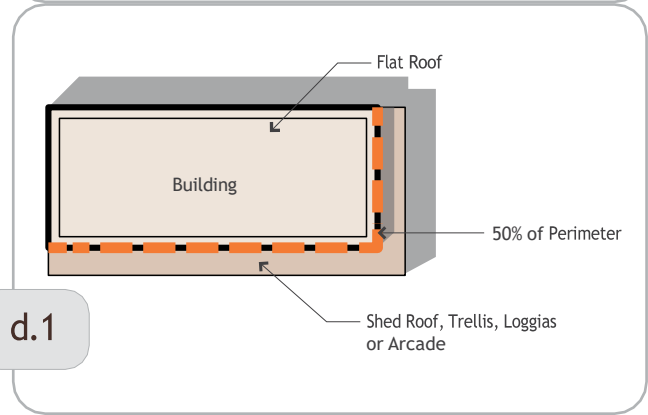 Flat Roof
Building
50% of Perimeter
Shed Roof, Trellis, Loggias
or Arcade
d.1